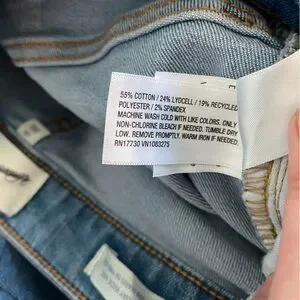 55% COTTON / 24% LYOCELL / 19% RECYCLED
POLYESTER / 2% SPANDEX
MACHINE WASH COLD WITH LIKE COLORS. ONLY
NON-CHLORINE BLEACH IF NEEDED. TUMBLE DRY
LOW. REMOVE PROMPTLY. WARM IRON IF NEEDED.
RN17730 VN1083275